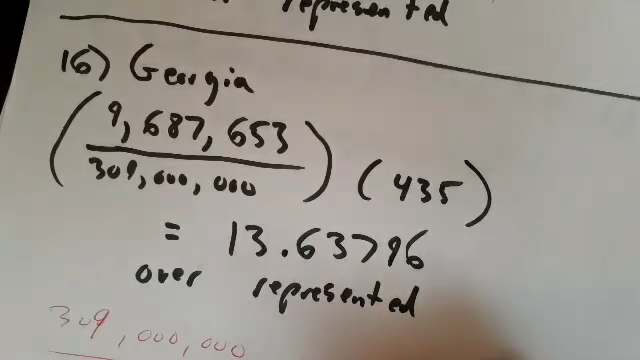 represented
16) Georgia
(9,687,653 / 309,000,000) (435)
= 13.63796
over represented
309,000,000